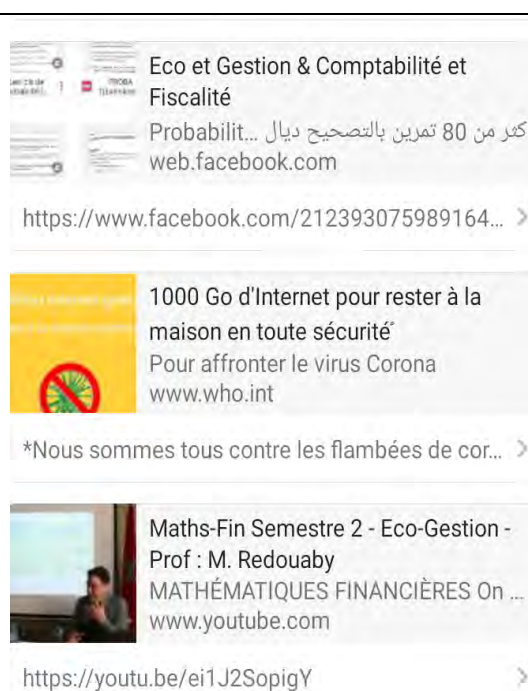 Eco et Gestion & Comptabilité et
Fiscalité
كثر من 80 تمرين بالتصحيح ديال ...Probabilit
web.facebook.com
https://www.facebook.com/212393075989164...
1000 Go d'Internet pour rester à la
maison en toute sécurité
Pour affronter le virus Corona
www.who.int
*Nous sommes tous contre les flambées de cor...
Maths-Fin Semestre 2 - Eco-Gestion -
Prof : M. Redouaby
MATHÉMATIQUES FINANCIÈRES On ...
www.youtube.com
https://youtu.be/ei1J2SopigY